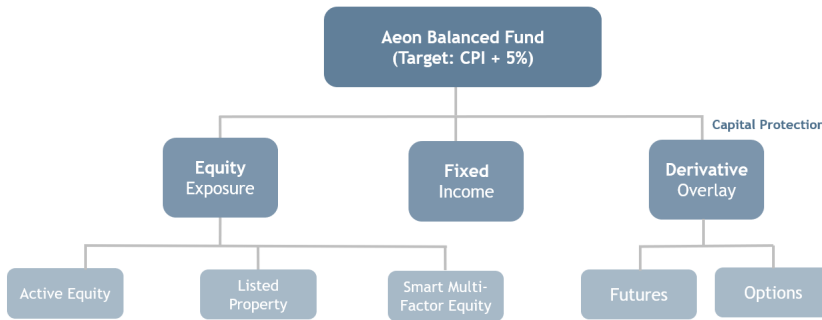 Aeon Balanced Fund
(Target: CPI + 5%)
Capital Protection
Equity
Exposure
Fixed
Income
Derivative
Overlay
Active Equity
Listed
Property
Smart Multi-
Factor Equity
Futures
Options